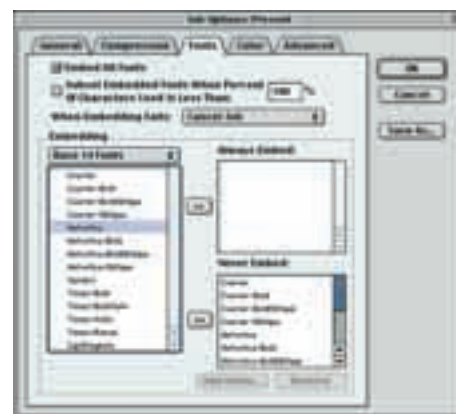 Job Options: Press
General
Compression
Fonts
Color
Advanced
Embed All Fonts
Subset Embedded Fonts When Percent
Of Characters Used Is Less Than:
100 %
When Embedding Fails:
Cancel Job
Embedding
Base 14 Fonts
Courier
Courier-Bold
Courier-BoldOblique
Courier-Oblique
Helvetica
Helvetica-Bold
Helvetica-BoldOblique
Helvetica-Oblique
Symbol
Times-Bold
Times-BoldItalic
Times-Italic
Times-Roman
ZapfDingbats
Always Embed:
Never Embed:
Courier
Courier-Bold
Courier-BoldOblique
Courier-Oblique
Helvetica
Helvetica-Bold
Helvetica-BoldOblique
Remove
OK
Cancel
Save As...